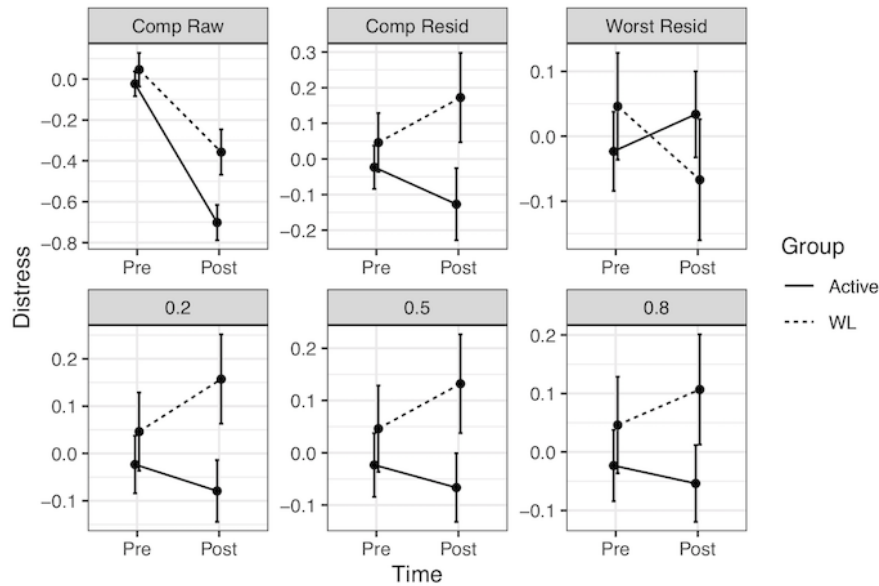 Comp Raw
Comp Resid
Worst Resid
0.0
−0.2
−0.4
−0.6
−0.8
0.3
0.2
0.1
0.0
−0.1
−0.2
0.1
0.0
−0.1
Pre Post
Pre Post
Pre Post
Distress
0.2
0.5
0.8
0.2
0.1
0.0
−0.1
0.2
0.1
0.0
−0.1
0.2
0.1
0.0
−0.1
Pre Post
Pre Post
Pre Post
Time
Group
Active
WL